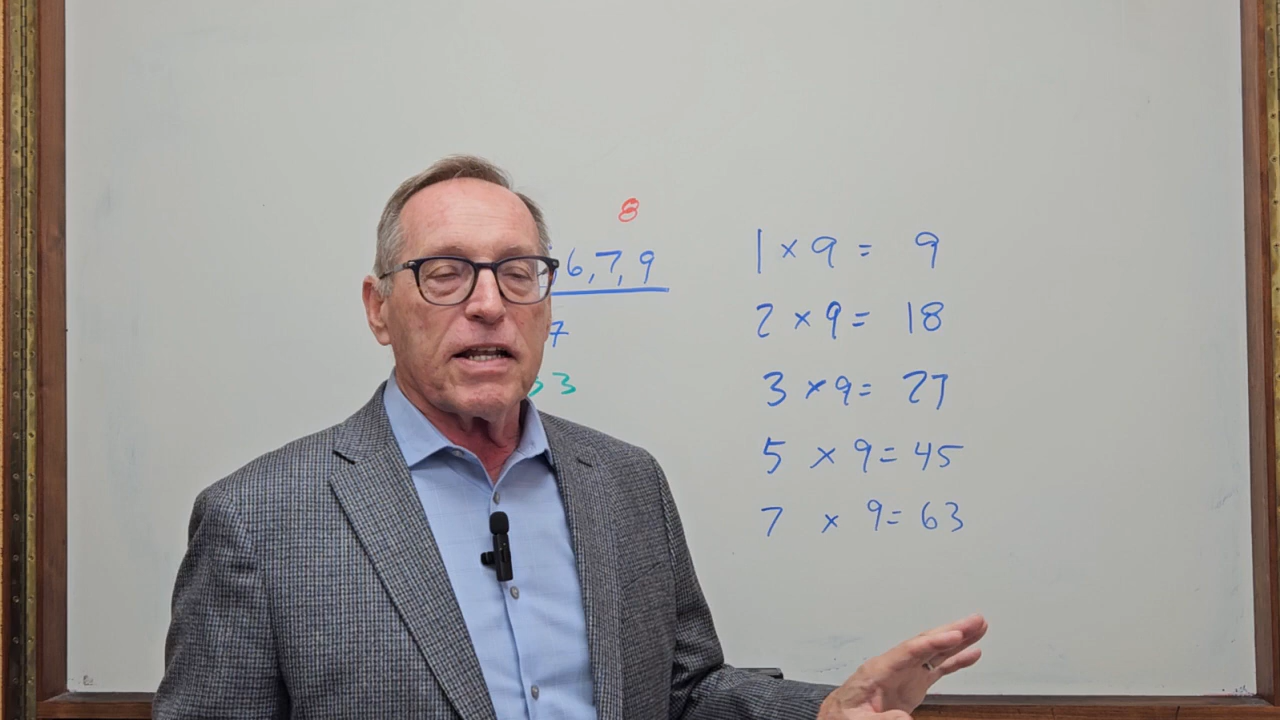 8
6,7,9
7
3
1 × 9 = 9
2 × 9 = 18
3 × 9 = 27
5 × 9 = 45
7 × 9 = 63